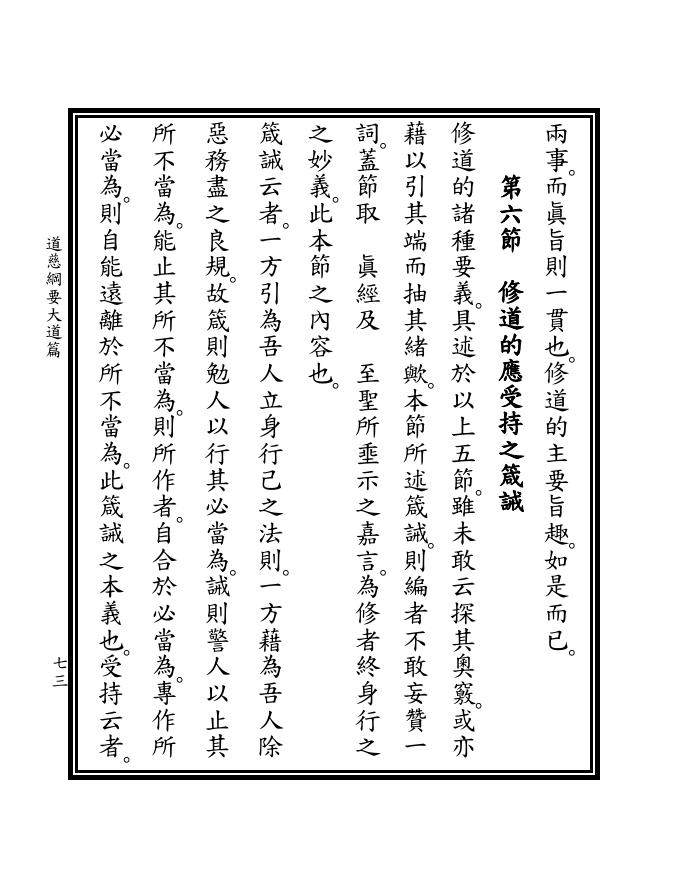 兩事。而眞旨則一貫也。修道的主要旨趣。如是而已。
第六節　修道的應受持之箴誡
修道的諸種要義。具述於以上五節。雖未敢云探其奧竅。或亦
藉以引其端而抽其緒歟。本節所述箴誡。則編者不敢妄贊一
詞。蓋節取　眞經及　至聖所垂示之嘉言。為修者終身行之
之妙義。此本節之內容也。
箴誡云者。一方引為吾人立身行己之法則。一方藉為吾人除
惡務盡之良規。故箴則勉人以行其必當為。誡則警人以止其
所不當為。能止其所不當為。則所作者。自合於必當為。專作所
必當為。則自能遠離於所不當為。此箴誡之本義也。受持云者。
道慈綱要大道篇
七三